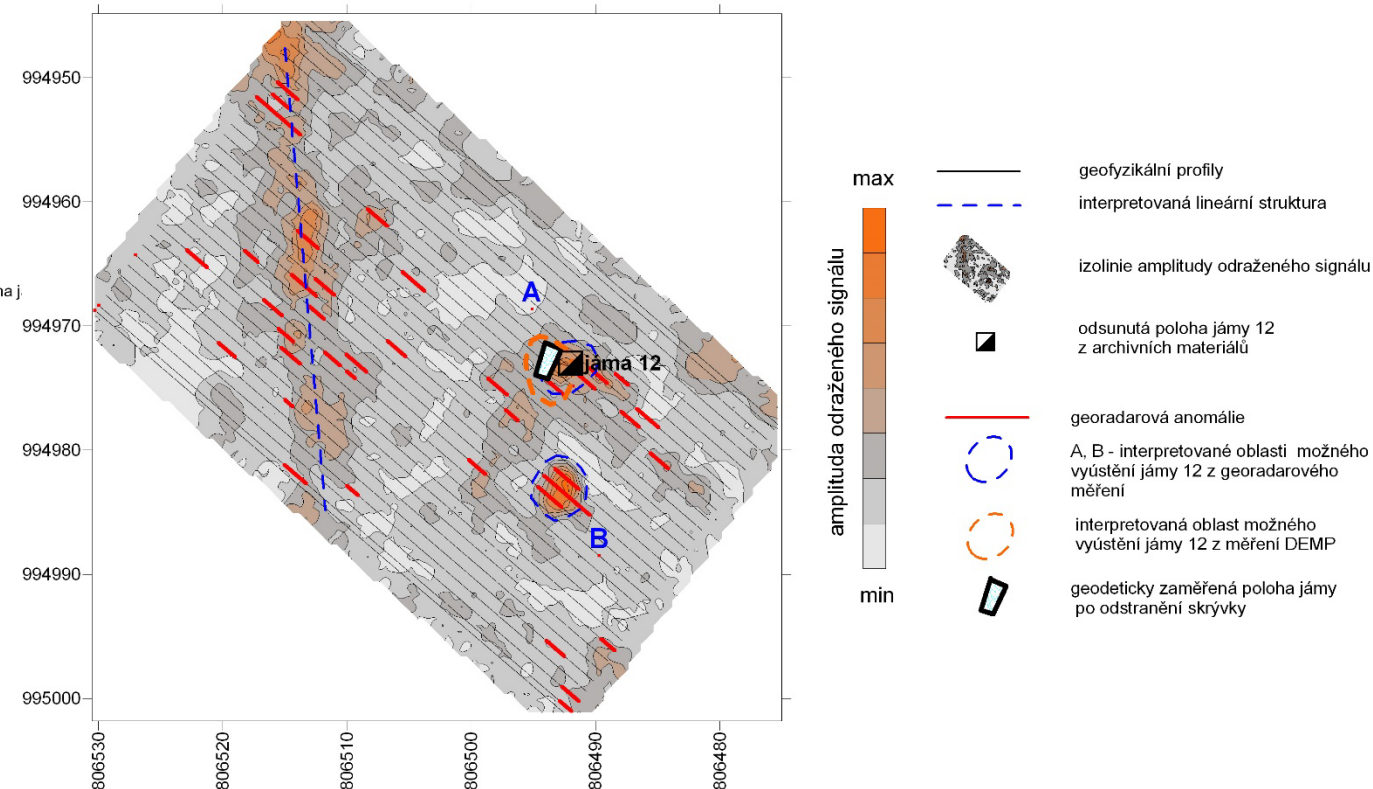 994950
994960
994970
994980
994990
995000
na j
806530
806520
806510
806500
806490
806480
A
jáma 12
B
max
amplituda odraženého signálu
min
geofyzikální profily
interpretovaná lineární struktura
izolinie amplitudy odraženého signálu
odsunutá poloha jámy 12
z archivních materiálů
georadarová anomálie
A, B - interpretované oblasti možného
vyústění jámy 12 z georadarového
měření
interpretovaná oblast možného
vyústění jámy 12 z měření DEMP
geodeticky zaměřená poloha jámy
po odstranění skrývky